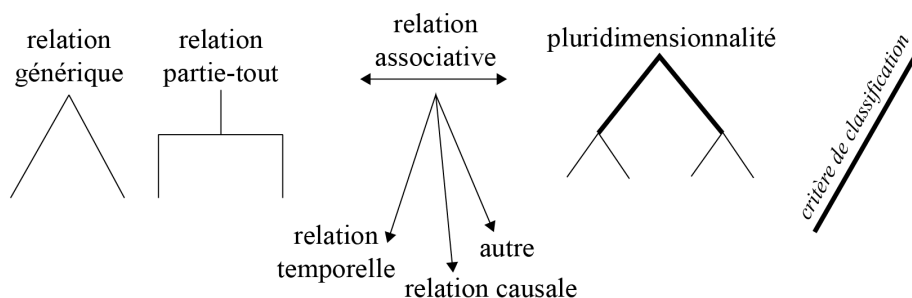 relation
générique
relation
partie-tout
relation
associative
pluridimensionnalité
critère de classification
relation
temporelle
autre
relation causale